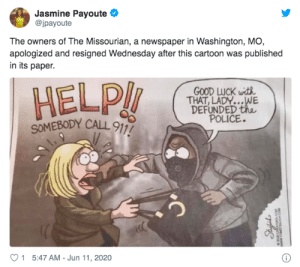 Jasmine Payoute
@jpayoute
The owners of The Missourian, a newspaper in Washington, MO,
apologized and resigned Wednesday after this cartoon was published
in its paper.
HELP!!
SOMEBODY CALL 911!
GOOD LUCK with
THAT, LADY...WE
DEFUNDED the
POLICE.
1 5:47 AM - Jun 11, 2020